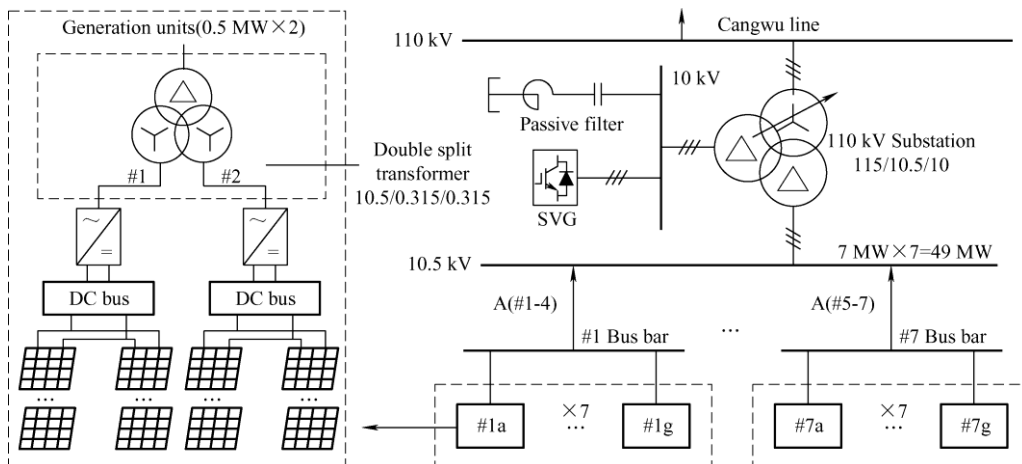 Generation units(0.5 MW×2)
#1
#2
Double split
transformer
10.5/0.315/0.315
~
=
~
=
DC bus
DC bus
...
...
...
...
...
...
110 kV
Cangwu line
10 kV
Passive filter
SVG
110 kV Substation
115/10.5/10
10.5 kV
7 MW×7=49 MW
A(#1-4)
A(#5-7)
...
#1 Bus bar
#7 Bus bar
#1a
×7
...
#1g
#7a
×7
...
#7g